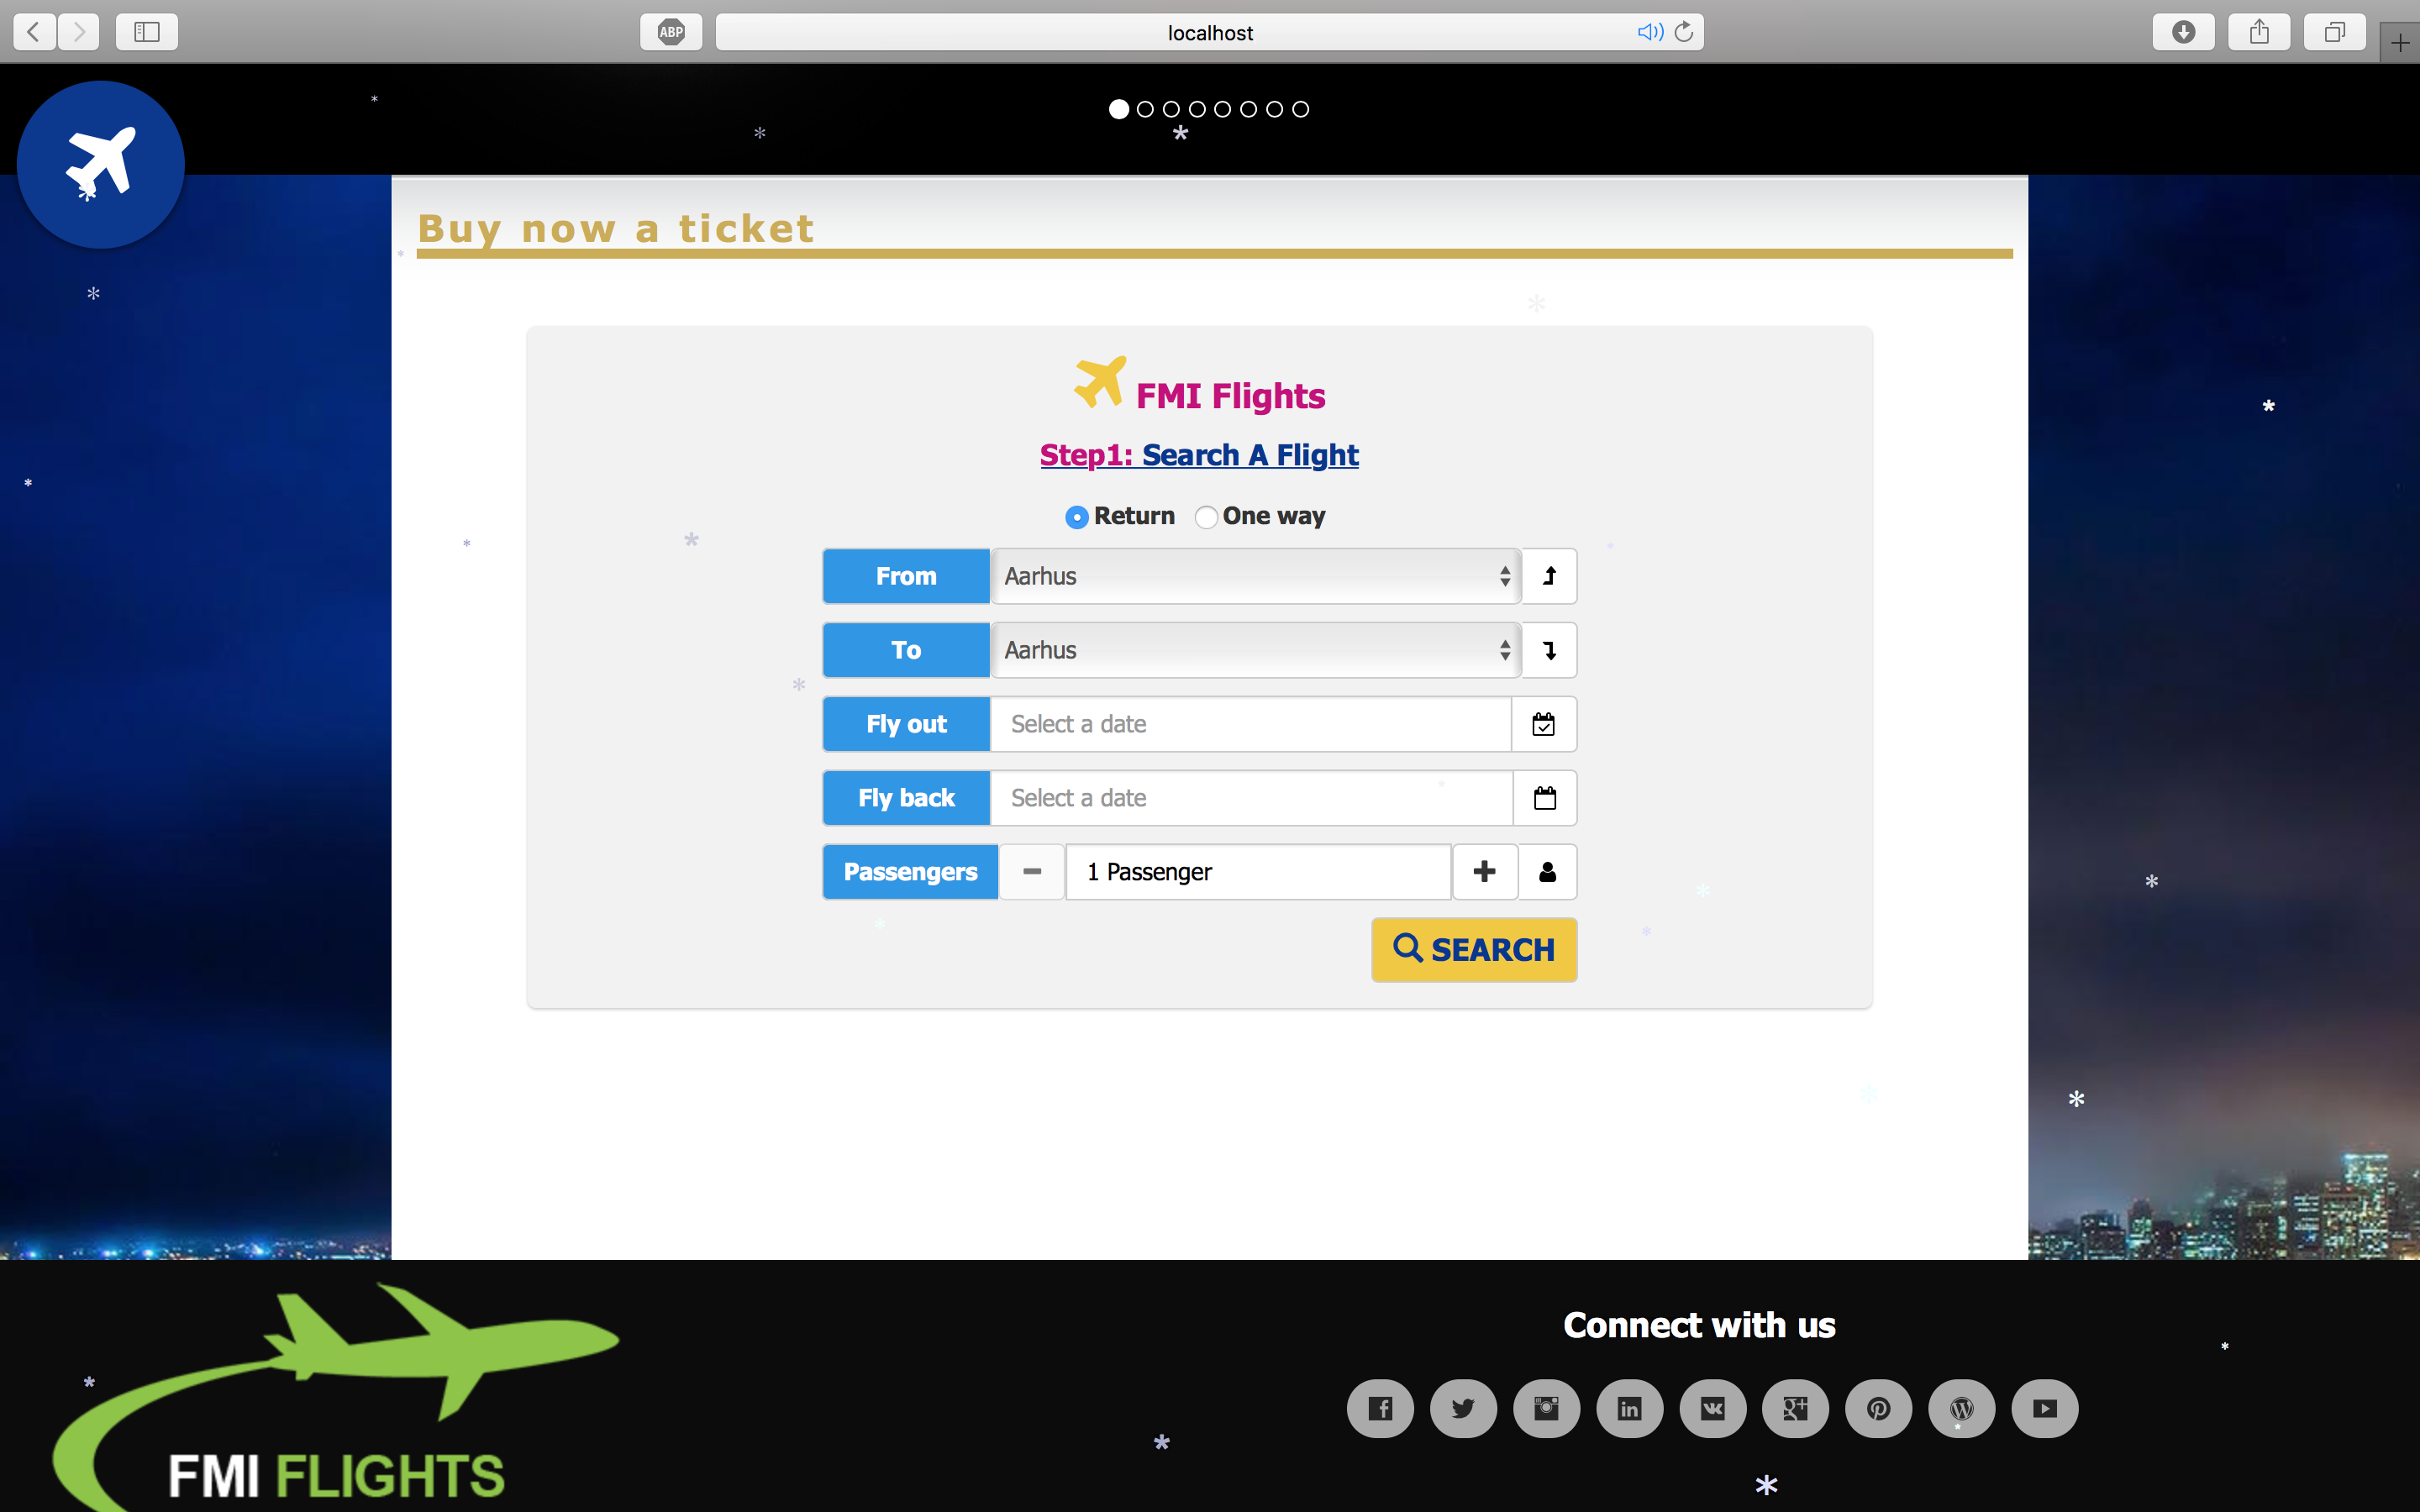 ABP
localhost
Buy now a ticket
FMI Flights
Step1: Search A Flight
Return One way
From Aarhus
To Aarhus
Fly out Select a date
Fly back Select a date
Passengers 1 Passenger
SEARCH
Connect with us
FMI FLIGHTS